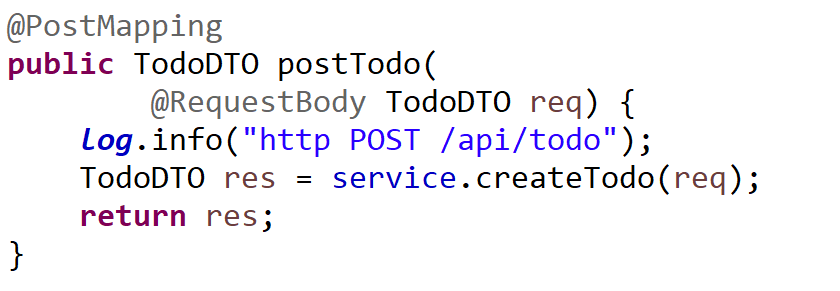 @PostMapping
public TodoDTO postTodo(
        @RequestBody TodoDTO req) {
    log.info("http POST /api/todo");
    TodoDTO res = service.createTodo(req);
    return res;
}